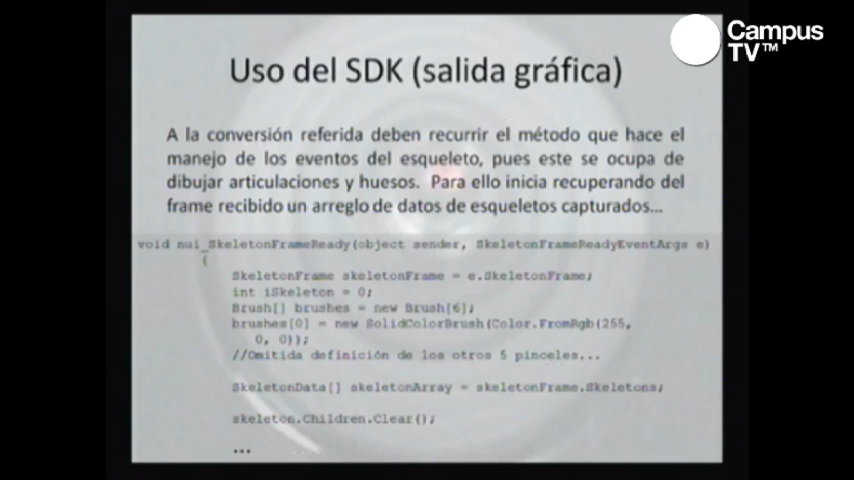 Campus
TV™
Uso del SDK (salida gráfica)
A la conversión referida deben recurrir el método que hace el
manejo de los eventos del esqueleto, pues este se ocupa de
dibujar articulaciones y huesos. Para ello inicia recuperando del
frame recibido un arreglo de datos de esqueletos capturados...
void nui_SkeletonFrameReady(object sender, SkeletonFrameReadyEventArgs e)
{
SkeletonFrame skeletonFrame = e.SkeletonFrame;
int iSkeleton = 0;
Brush[] brushes = new Brush[6];
brushes[0] = new SolidColorBrush(Color.FromRgb(255,
0, 0));
//Omitida definición de los otros 5 pinceles...
SkeletonData[] skeletonArray = skeletonFrame.Skeletons;
skeleton.Children.Clear();
...